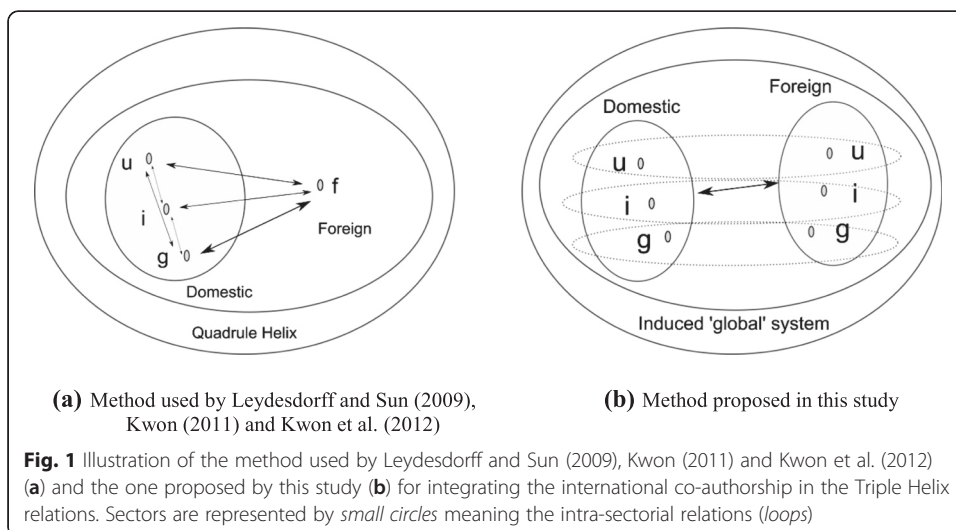 u
i
g
f
Foreign
Domestic
Quadrule Helix
Domestic
Foreign
u
u
i
i
g
g
Induced 'global' system
(a) Method used by Leydesdorff and Sun (2009),
Kwon (2011) and Kwon et al. (2012)
(b) Method proposed in this study
Fig. 1 Illustration of the method used by Leydesdorff and Sun (2009), Kwon (2011) and Kwon et al. (2012)
(a) and the one proposed by this study (b) for integrating the international co-authorship in the Triple Helix
relations. Sectors are represented by small circles meaning the intra-sectorial relations (loops)